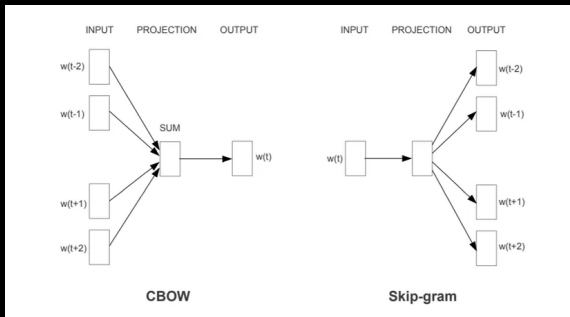 INPUT PROJECTION OUTPUT
w(t-2)
w(t-1)
SUM
w(t)
w(t+1)
w(t+2)
CBOW
INPUT PROJECTION OUTPUT
w(t-2)
w(t-1)
w(t)
w(t+1)
w(t+2)
Skip-gram